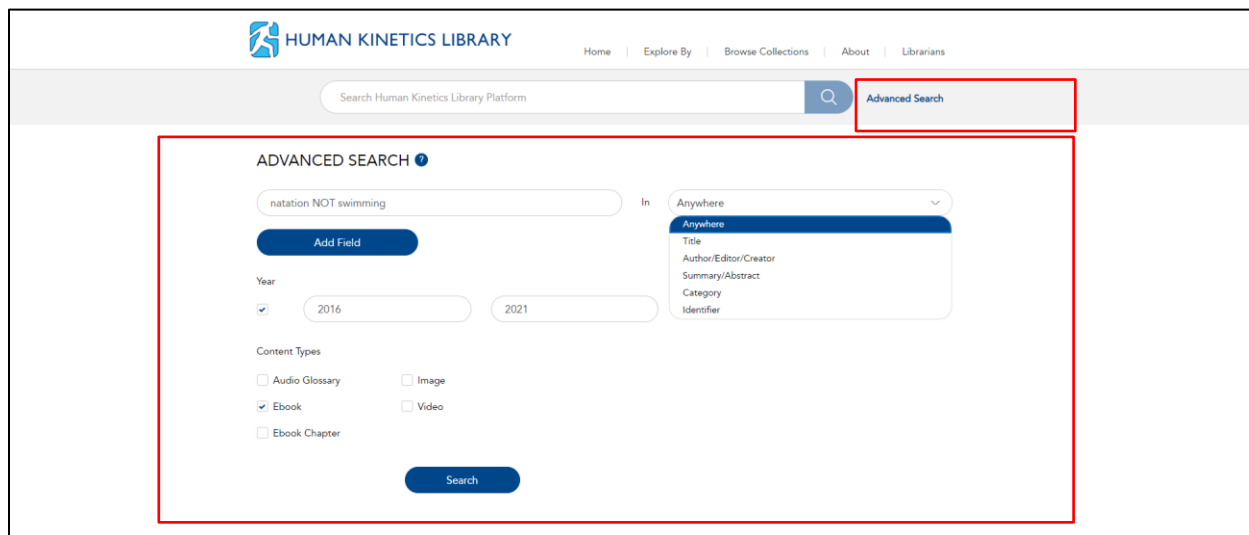 HUMAN KINETICS LIBRARY
Home | Explore By | Browse Collections | About | Librarians
Search Human Kinetics Library Platform
Advanced Search
ADVANCED SEARCH ?
natation NOT swimming In Anywhere
Anywhere
Add Field
Title
Author/Editor/Creator
Summary/Abstract
Year
Category
2016 2021
Identifier
Content Types
Audio Glossary Image
Ebook Video
Ebook Chapter
Search